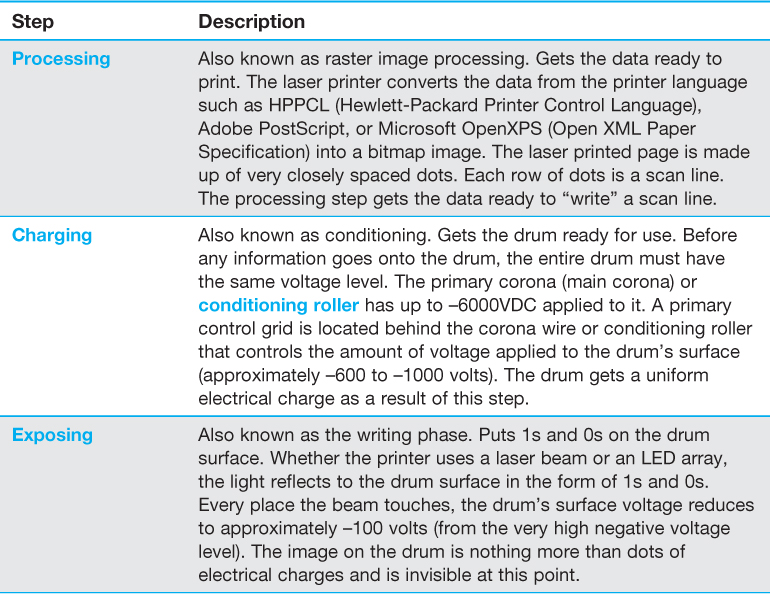 Step Description
Processing Also known as raster image processing. Gets the data ready to
print. The laser printer converts the data from the printer language
such as HPPCL (Hewlett-Packard Printer Control Language),
Adobe PostScript, or Microsoft OpenXPS (Open XML Paper
Specification) into a bitmap image. The laser printed page is made
up of very closely spaced dots. Each row of dots is a scan line.
The processing step gets the data ready to “write” a scan line.
Charging Also known as conditioning. Gets the drum ready for use. Before
any information goes onto the drum, the entire drum must have
the same voltage level. The primary corona (main corona) or
conditioning roller has up to –6000VDC applied to it. A primary
control grid is located behind the corona wire or conditioning roller
that controls the amount of voltage applied to the drum’s surface
(approximately –600 to –1000 volts). The drum gets a uniform
electrical charge as a result of this step.
Exposing Also known as the writing phase. Puts 1s and 0s on the drum
surface. Whether the printer uses a laser beam or an LED array,
the light reflects to the drum surface in the form of 1s and 0s.
Every place the beam touches, the drum’s surface voltage reduces
to approximately –100 volts (from the very high negative voltage
level). The image on the drum is nothing more than dots of
electrical charges and is invisible at this point.